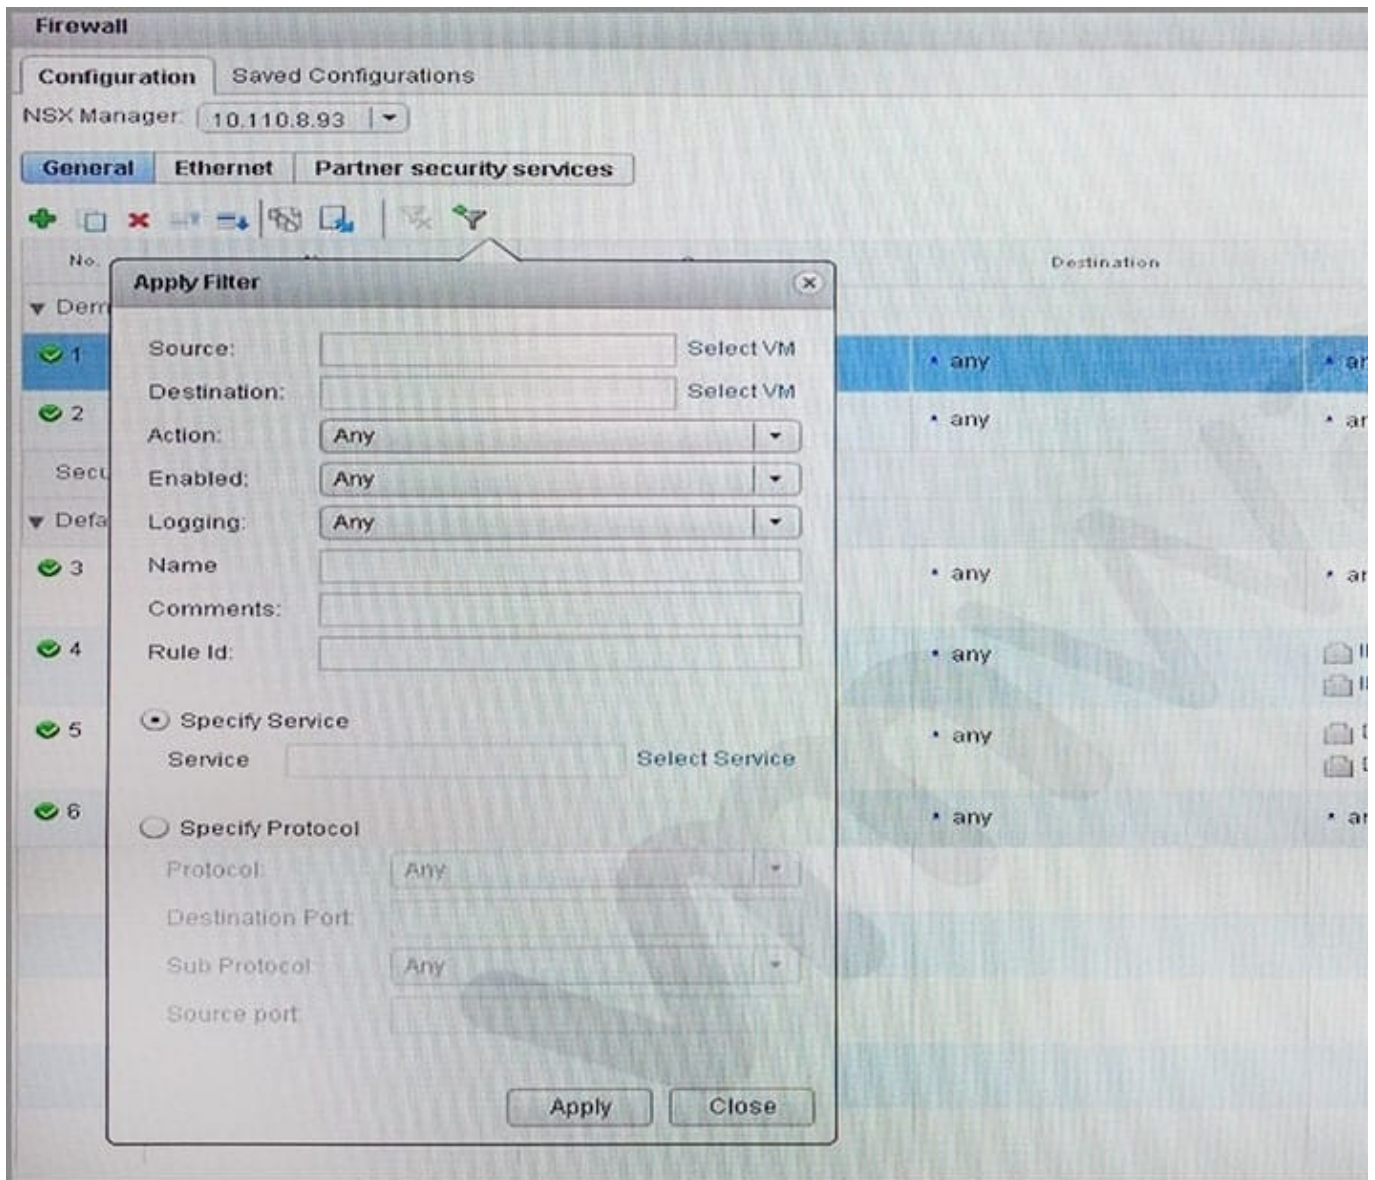 Firewall
Configuration Saved Configurations
NSX Manager: 10.110.8.93
General Ethernet Partner security services
No. Destination
Apply Filter
Source: Select VM
1 any
Destination: Select VM
2 any
Action: Any
Enabled: Any
Logging: Any
3 any
Name
Comments:
4 any
Rule Id:
Specify Service
5 any
Service Select Service
6 any
Specify Protocol
Protocol: Any
Destination Port:
Sub Protocol Any
Source port:
Apply Close